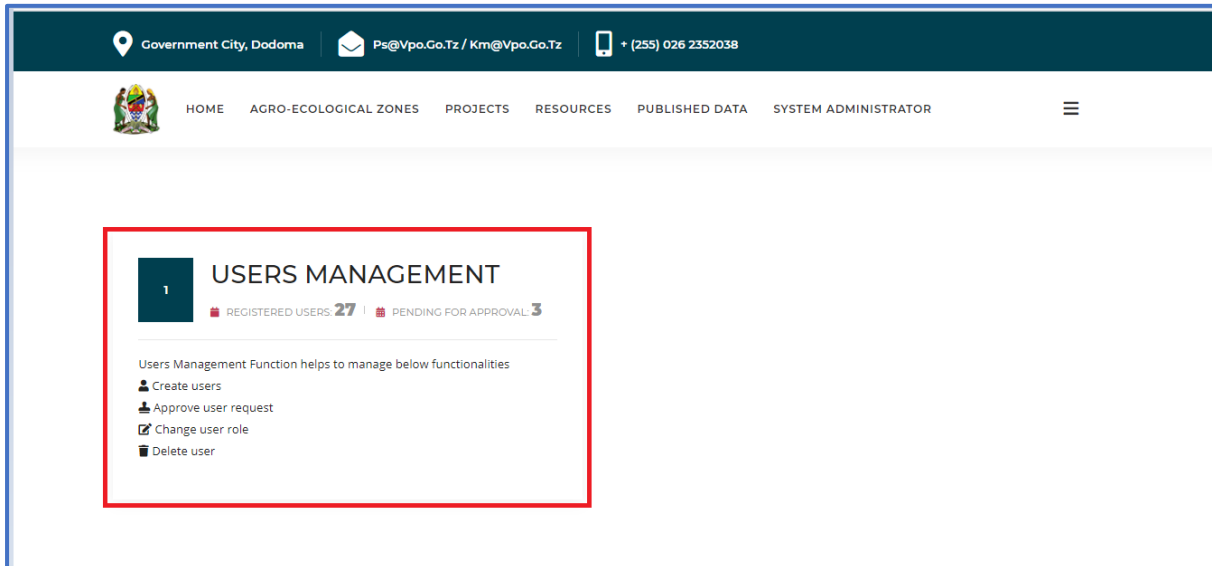 Government City, Dodoma Ps@Vpo.Go.Tz / Km@Vpo.Go.Tz + (255) 026 2352038
HOME AGRO-ECOLOGICAL ZONES PROJECTS RESOURCES PUBLISHED DATA SYSTEM ADMINISTRATOR
1
USERS MANAGEMENT
REGISTERED USERS: 27 PENDING FOR APPROVAL: 3
Users Management Function helps to manage below functionalities
Create users
Approve user request
Change user role
Delete user